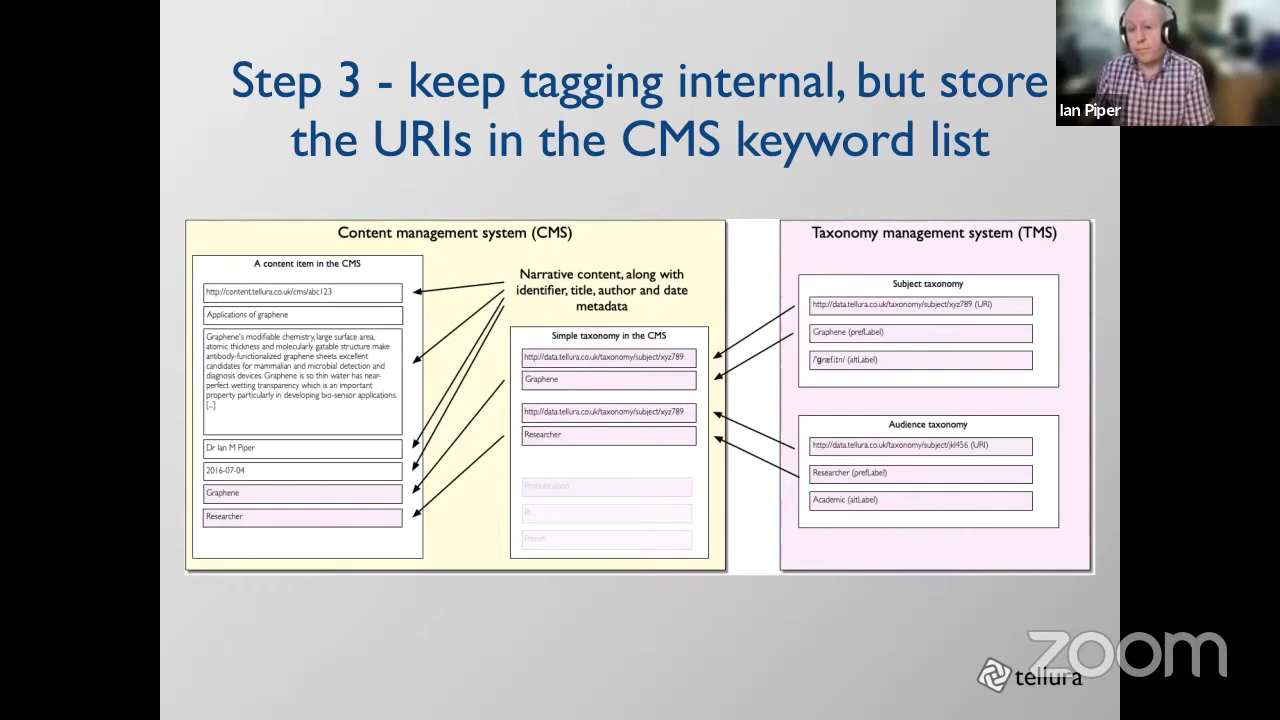 Step 3 - keep tagging internal, but store
the URIs in the CMS keyword list
Ian Piper
Content management system (CMS)
A content item in the CMS
http://content.tellura.co.uk/cms/abc123
Applications of graphene
Graphene's modifiable chemistry, large surface area,
atomic thickness and molecularly gatable structure make
antibody-functionalized graphene sheets excellent
candidates for mammalian and microbial detection and
diagnosis devices. Graphene is so thin water has near-
perfect wetting transparency which is an important
property particularly in developing bio-sensor applications.
[...]
Dr Ian M Piper
2016-07-04
Graphene
Researcher
Narrative content, along with
identifier, title, author and date
metadata
Simple taxonomy in the CMS
http://data.tellura.co.uk/taxonomy/subject/xyz789
Graphene
http://data.tellura.co.uk/taxonomy/subject/xyz789
Researcher
Pronunciation
French
Taxonomy management system (TMS)
Subject taxonomy
http://data.tellura.co.uk/taxonomy/subject/xyz789 (URI)
Graphene (prefLabel)
Audience taxonomy
http://data.tellura.co.uk/taxonomy/subject/jkl456 (URI)
Researcher (prefLabel)
Academic (altLabel)
zoom
tellura